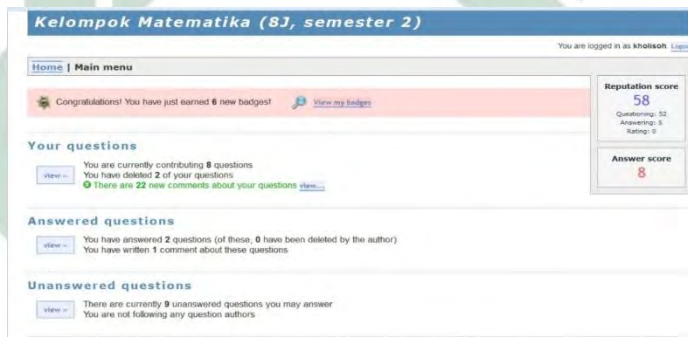 Kelompok Matematika (8J, semester 2)
You are logged in as kholisoh. Logout
Home | Main menu
Congratulations! You have just earned 6 new badges! View my badges
Reputation score
58
Questioning: 52
Answering: 5
Rating: 0
Answer score
8
Your questions
view »
You are currently contributing 8 questions
You have deleted 2 of your questions
There are 22 new comments about your questions view...
Answered questions
view »
You have answered 2 questions (of these, 0 have been deleted by the author)
You have written 1 comment about these questions
Unanswered questions
view »
There are currently 9 unanswered questions you may answer
You are not following any question authors